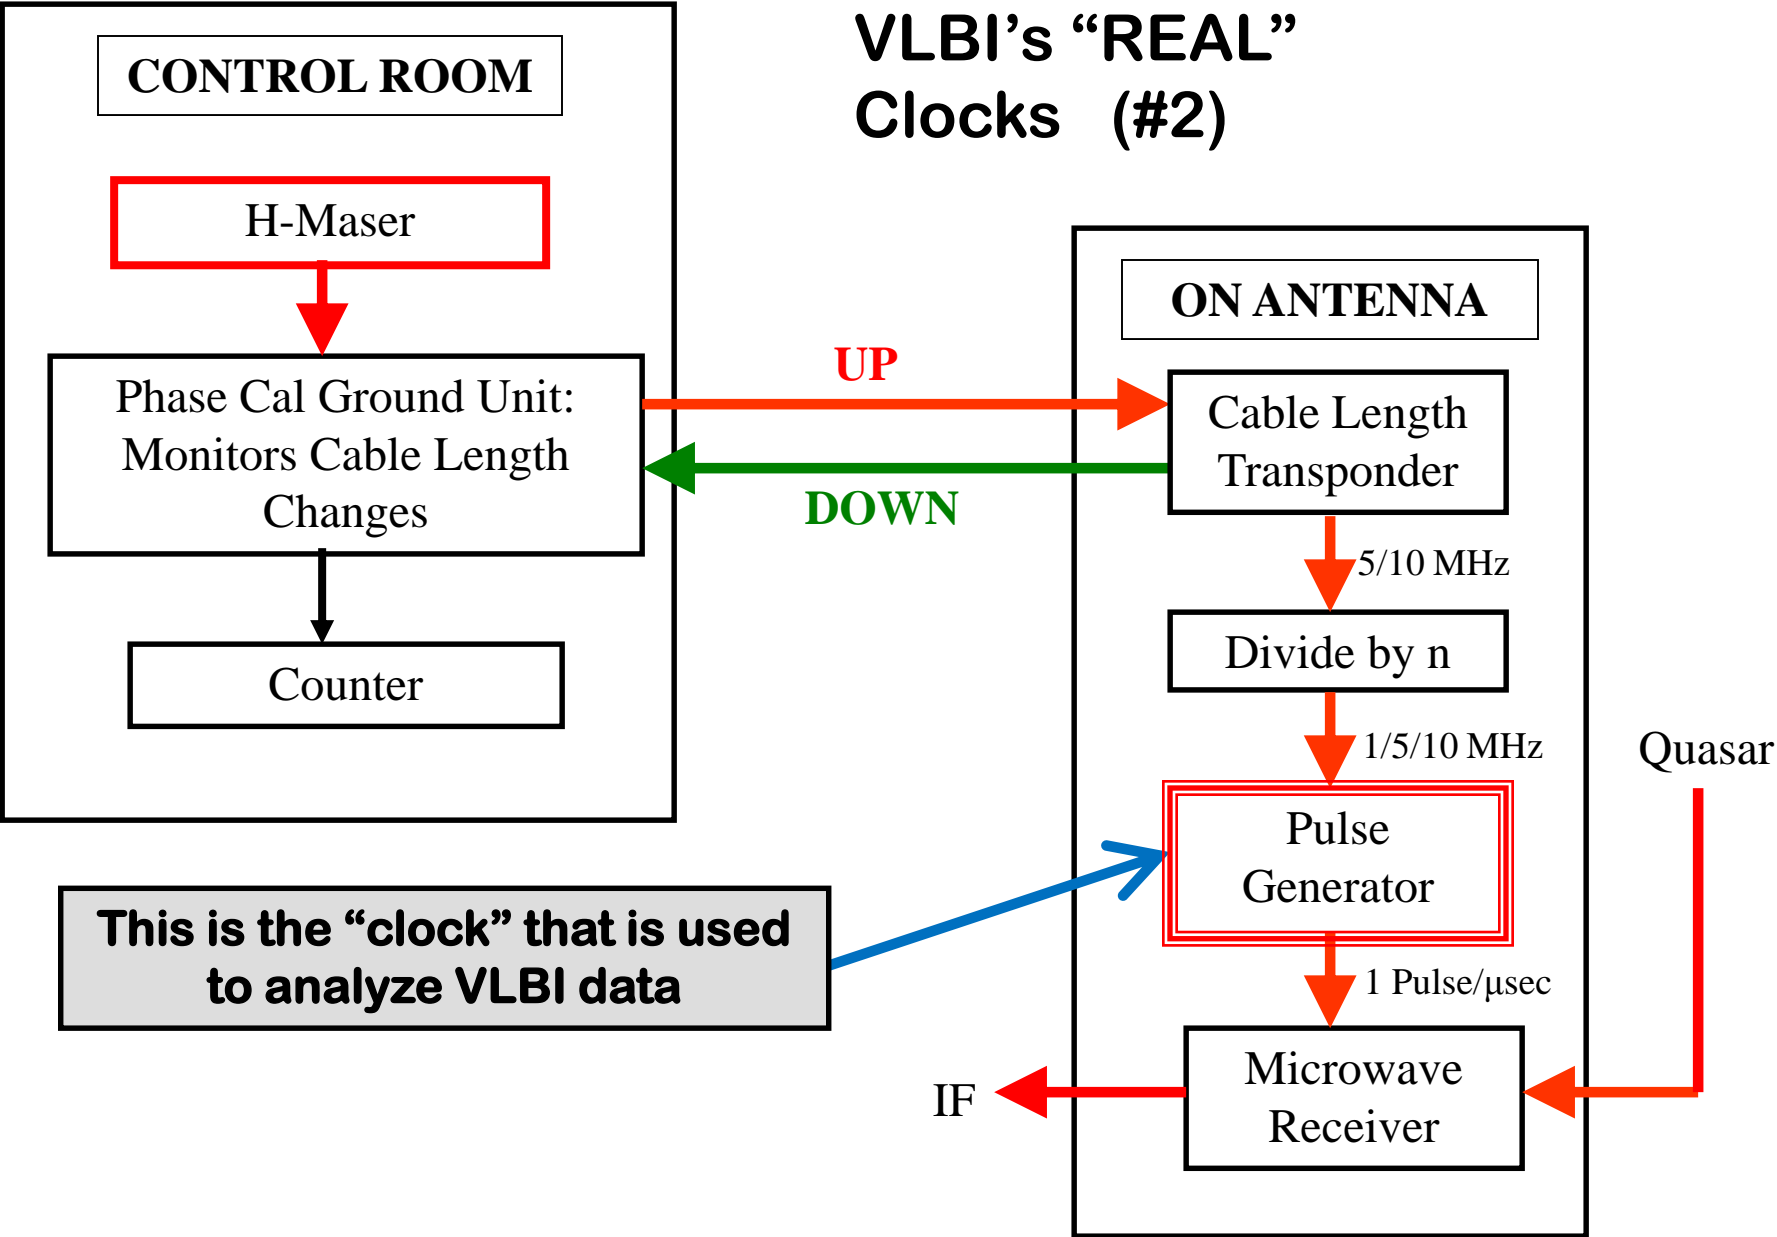 VLBI's “REAL”
Clocks (#2)
CONTROL ROOM
H-Maser
Phase Cal Ground Unit:
Monitors Cable Length
Changes
Counter
UP
DOWN
ON ANTENNA
Cable Length
Transponder
5/10 MHz
Divide by n
1/5/10 MHz
Quasar
Pulse
Generator
This is the “clock” that is used
to analyze VLBI data
1 Pulse/μsec
Microwave
Receiver
IF